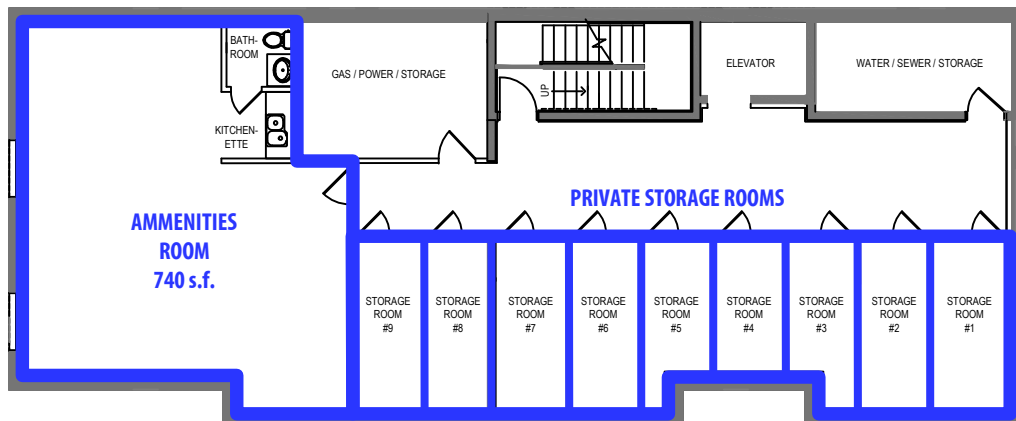 BATH-
ROOM
GAS / POWER / STORAGE
UP
ELEVATOR
WATER / SEWER / STORAGE
KITCHEN-
ETTE
AMMENITIES
ROOM
740 s.f.
PRIVATE STORAGE ROOMS
STORAGE
ROOM
#9
STORAGE
ROOM
#8
STORAGE
ROOM
#7
STORAGE
ROOM
#6
STORAGE
ROOM
#5
STORAGE
ROOM
#4
STORAGE
ROOM
#3
STORAGE
ROOM
#2
STORAGE
ROOM
#1